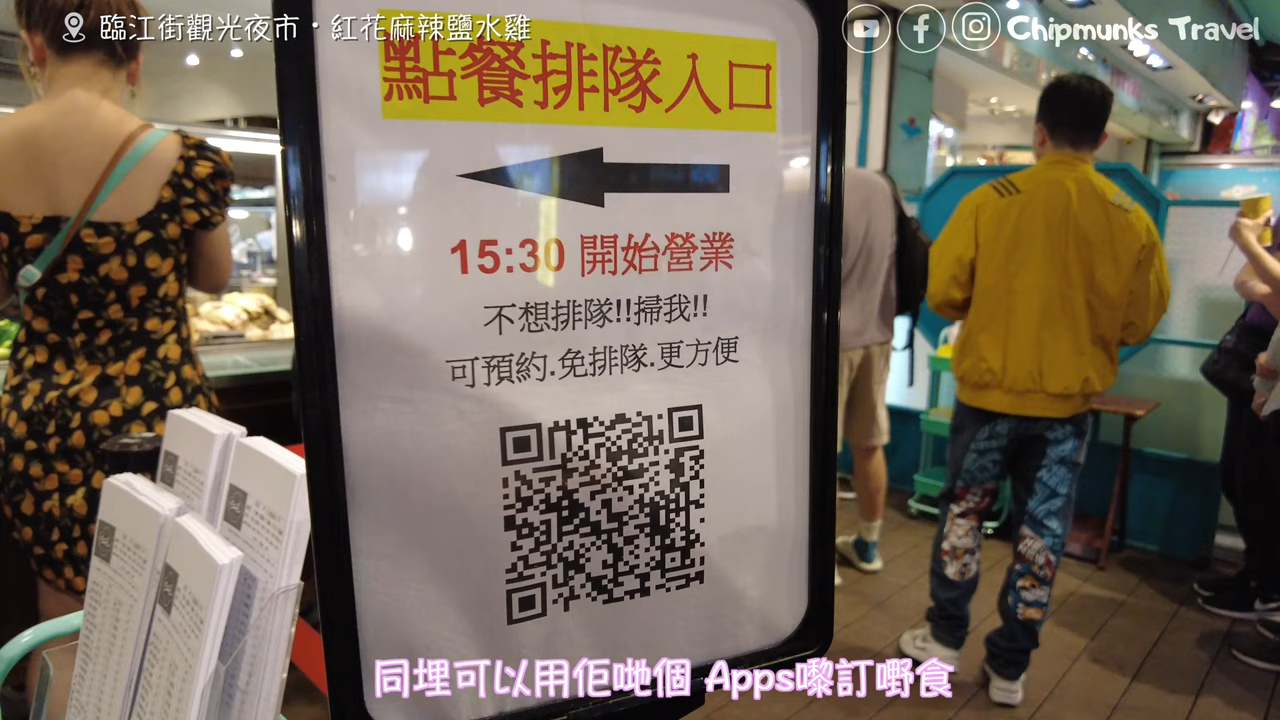 臨江街觀光夜市・紅花麻辣鹽水雞
Chipmunks Travel
點餐排隊入口
15:30 開始營業
不想排隊!!掃我!!
可預約.免排隊.更方便
同埋可以用佢哋個 Apps嚟訂嘢食